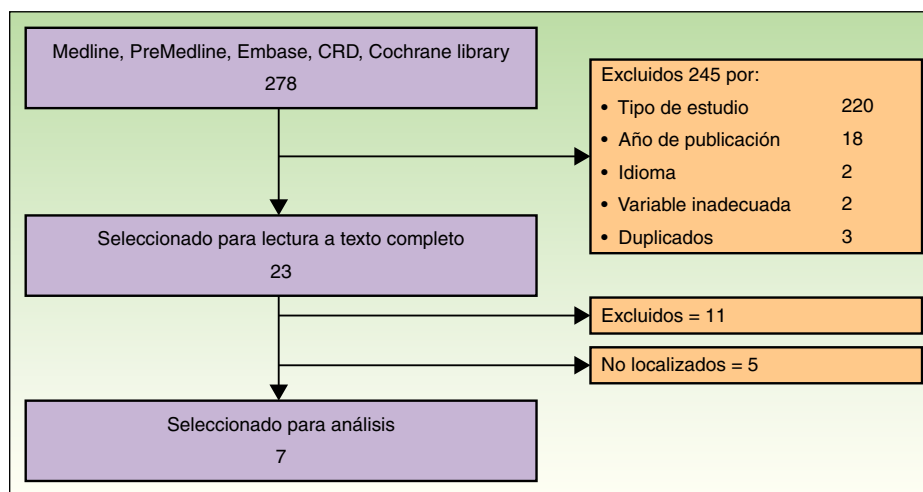 Medline, PreMedline, Embase, CRD, Cochrane library
278
Excluidos 245 por:
• Tipo de estudio 220
• Año de publicación 18
• Idioma 2
• Variable inadecuada 2
• Duplicados 3
Seleccionado para lectura a texto completo
23
Excluidos = 11
No localizados = 5
Seleccionado para análisis
7